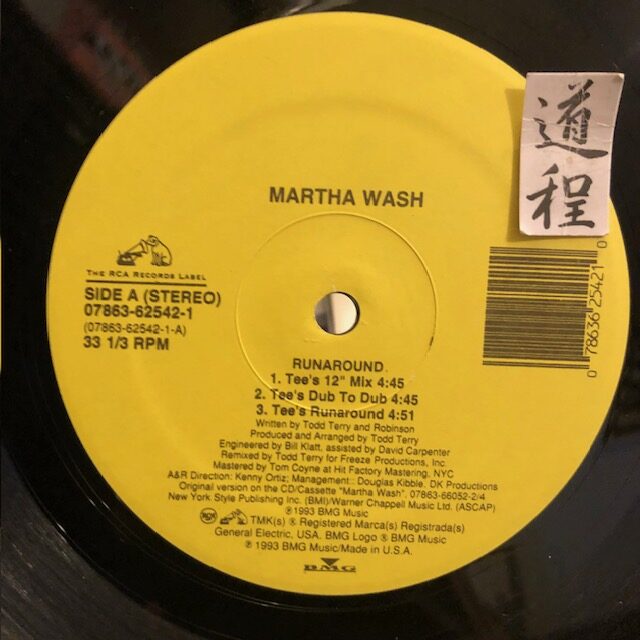 道
程
MARTHA WASH
THE RCA RECORDS LABEL
SIDE A (STEREO)
07863-62542-1
(07863-62542-1-A)
33 1/3 RPM
0 78636 25421 0
RUNAROUND
1. Tee's 12" Mix 4:45
2. Tee's Dub To Dub 4:45
3. Tee's Runaround 4:51
Written by Todd Terry and Robinson
Produced and Arranged by Todd Terry
Engineered by Bill Klatt, assisted by David Carpenter
Remixed by Todd Terry for Freeze Productions, Inc.
Mastered by Tom Coyne at Hit Factory Mastering, NYC
A&R Direction: Kenny Ortiz; Management:: Douglas Kibble. DK Productions
Original version on the CD/Cassette "Martha Wash", 07863-66052-2/4
New York Style Publishing Inc. (BMI)/Warner Chappell Music Ltd. (ASCAP)
℗ 1993 BMG Music
RCA TMK(s) ® Registered Marca(s) Registrada(s)
General Electric, USA. BMG Logo ® BMG Music
℗ 1993 BMG Music/Made in U.S.A.
BMG